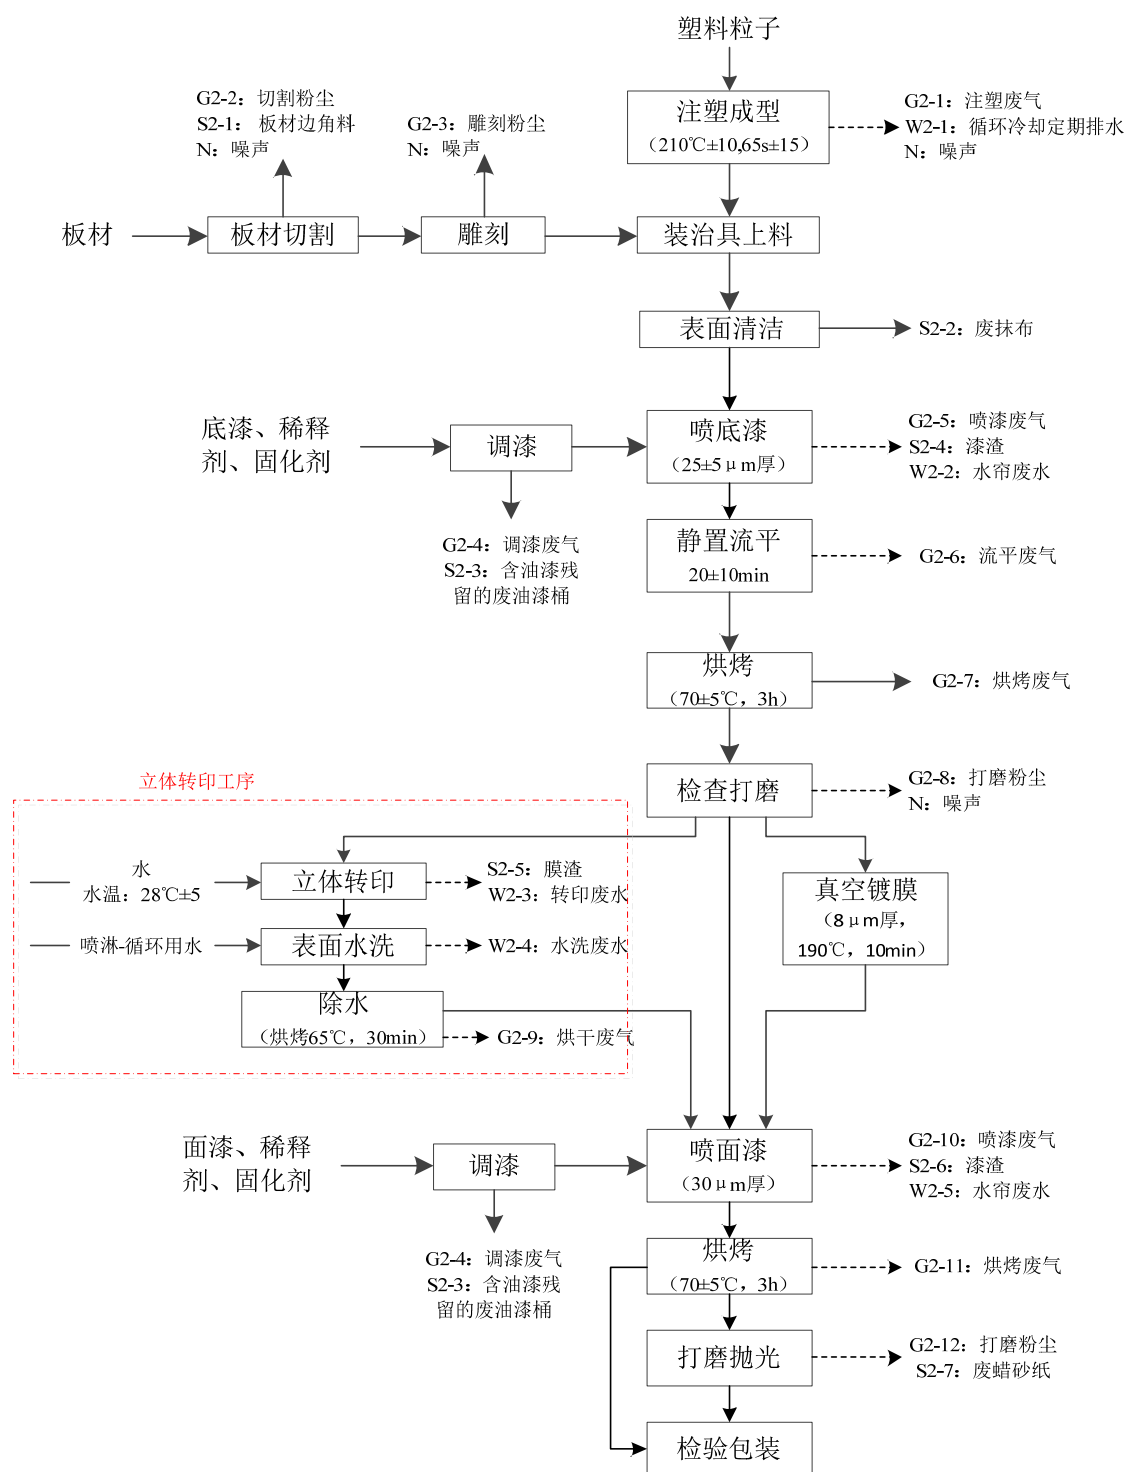 塑料粒子
注塑成型
（210℃±10,65s±15）
G2-1：注塑废气
W2-1：循环冷却定期排水
N：噪声
G2-2：切割粉尘
S2-1：板材边角料
N：噪声
G2-3：雕刻粉尘
N：噪声
板材
板材切割
雕刻
装治具上料
表面清洁
S2-2：废抹布
底漆、稀释
剂、固化剂
调漆
喷底漆
（25±5μm厚）
G2-5：喷漆废气
S2-4：漆渣
W2-2：水帘废水
G2-4：调漆废气
S2-3：含油漆残
留的废油漆桶
静置流平
20±10min
G2-6：流平废气
烘烤
（70±5℃，3h）
G2-7：烘烤废气
检查打磨
G2-8：打磨粉尘
N：噪声
立体转印工序
水
水温：28℃±5
立体转印
S2-5：膜渣
W2-3：转印废水
真空镀膜
（8μm厚，
190℃，10min）
喷淋-循环用水
表面水洗
W2-4：水洗废水
除水
（烘烤65℃，30min）
G2-9：烘干废气
面漆、稀释
剂、固化剂
调漆
喷面漆
（30μm厚）
G2-10：喷漆废气
S2-6：漆渣
W2-5：水帘废水
G2-4：调漆废气
S2-3：含油漆残
留的废油漆桶
烘烤
（70±5℃，3h）
G2-11：烘烤废气
打磨抛光
G2-12：打磨粉尘
S2-7：废蜡砂纸
检验包装